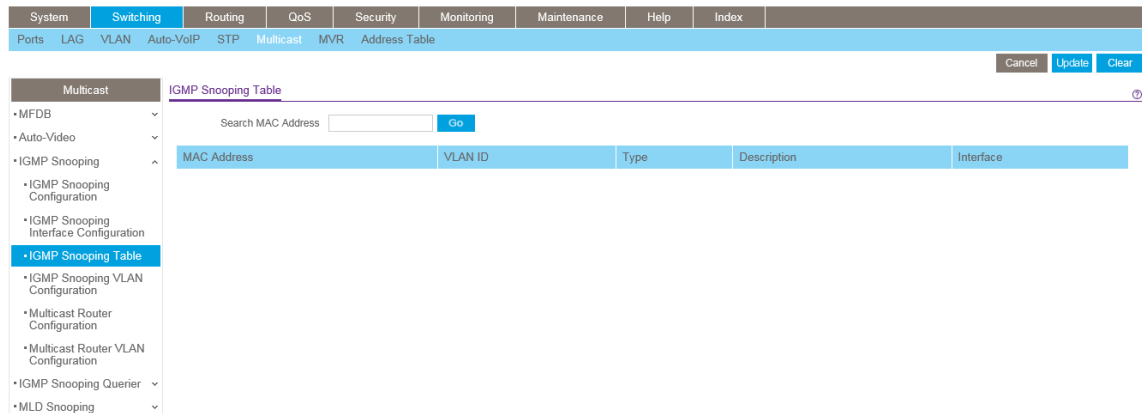 System Switching Routing QoS Security Monitoring Maintenance Help Index
Ports LAG VLAN Auto-VoIP STP Multicast MVR Address Table
Cancel Update Clear
Multicast
MFDB
Auto-Video
IGMP Snooping
IGMP Snooping
Configuration
IGMP Snooping
Interface Configuration
IGMP Snooping Table
IGMP Snooping VLAN
Configuration
Multicast Router
Configuration
Multicast Router VLAN
Configuration
IGMP Snooping Querier
MLD Snooping
IGMP Snooping Table
?
Search MAC Address Go
MAC Address VLAN ID Type Description Interface